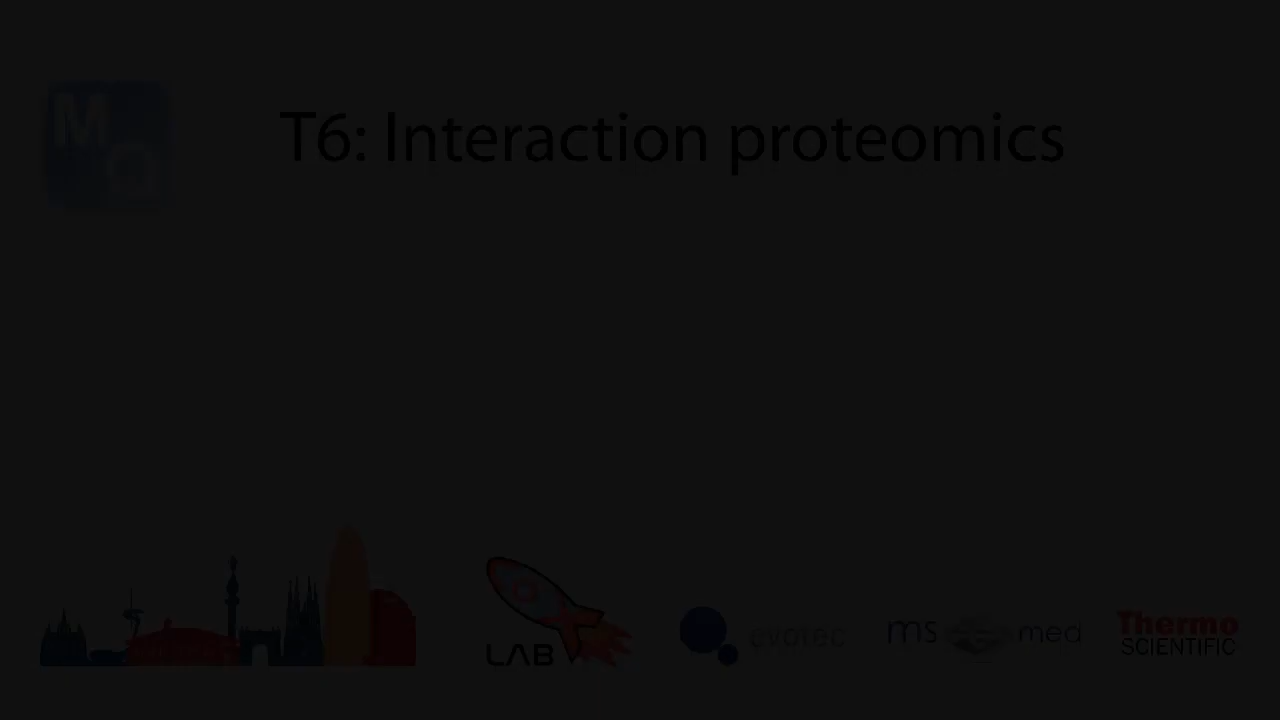 M
Q
T6: Interaction proteomics
LAB
evotec
ms med
Thermo
SCIENTIFIC